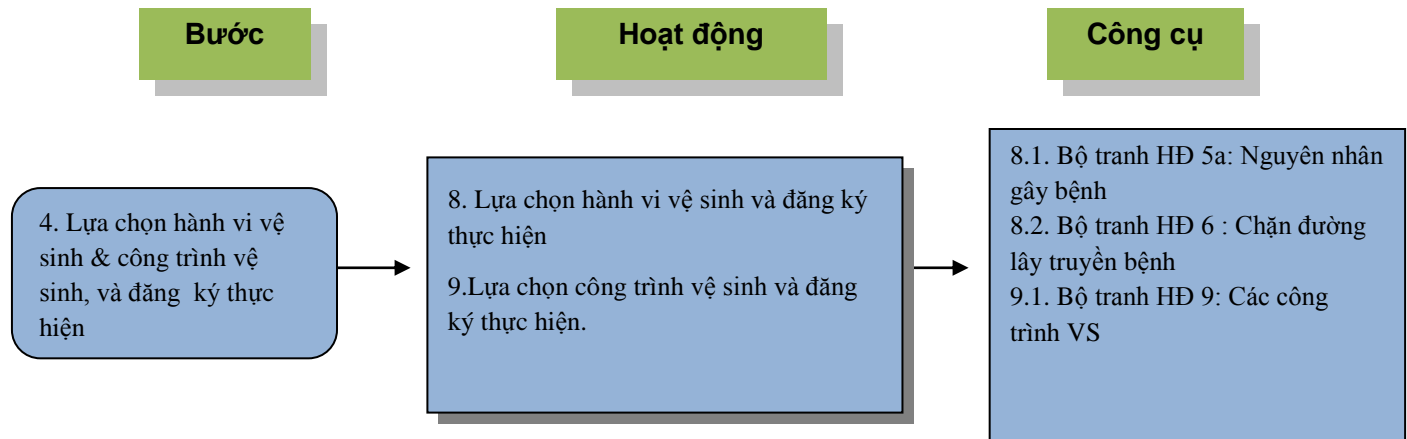 Bước
Hoạt động
Công cụ
4. Lựa chọn hành vi vệ
sinh & công trình vệ
sinh, và đăng ký thực
hiện
8. Lựa chọn hành vi vệ sinh và đăng ký
thực hiện
9.Lựa chọn công trình vệ sinh và đăng
ký thực hiện.
8.1. Bộ tranh HĐ 5a: Nguyên nhân
gây bệnh
8.2. Bộ tranh HĐ 6 : Chặn đường
lây truyền bệnh
9.1. Bộ tranh HĐ 9: Các công
trình VS